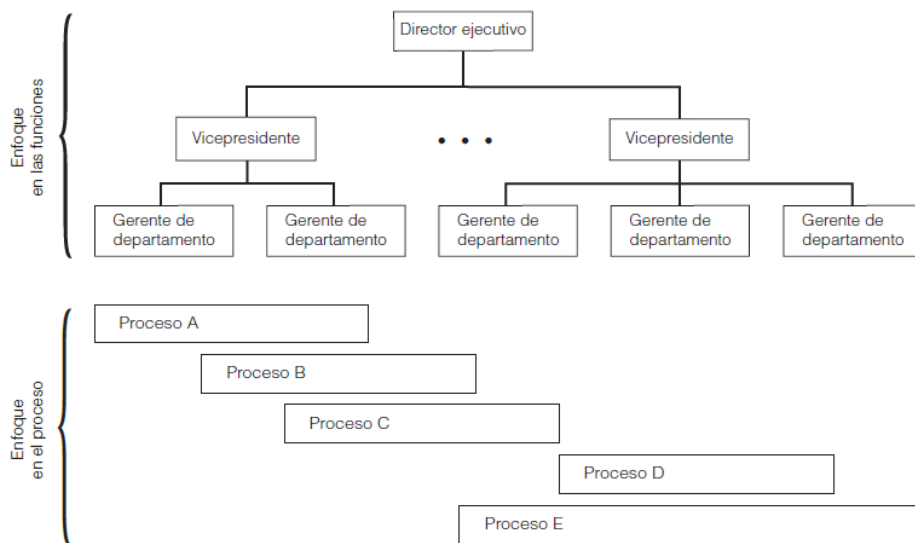 Enfoque
en las funciones
Director ejecutivo
Vicepresidente
• • •
Vicepresidente
Gerente de
departamento
Gerente de
departamento
Gerente de
departamento
Gerente de
departamento
Gerente de
departamento
Enfoque
en el proceso
Proceso A
Proceso B
Proceso C
Proceso D
Proceso E